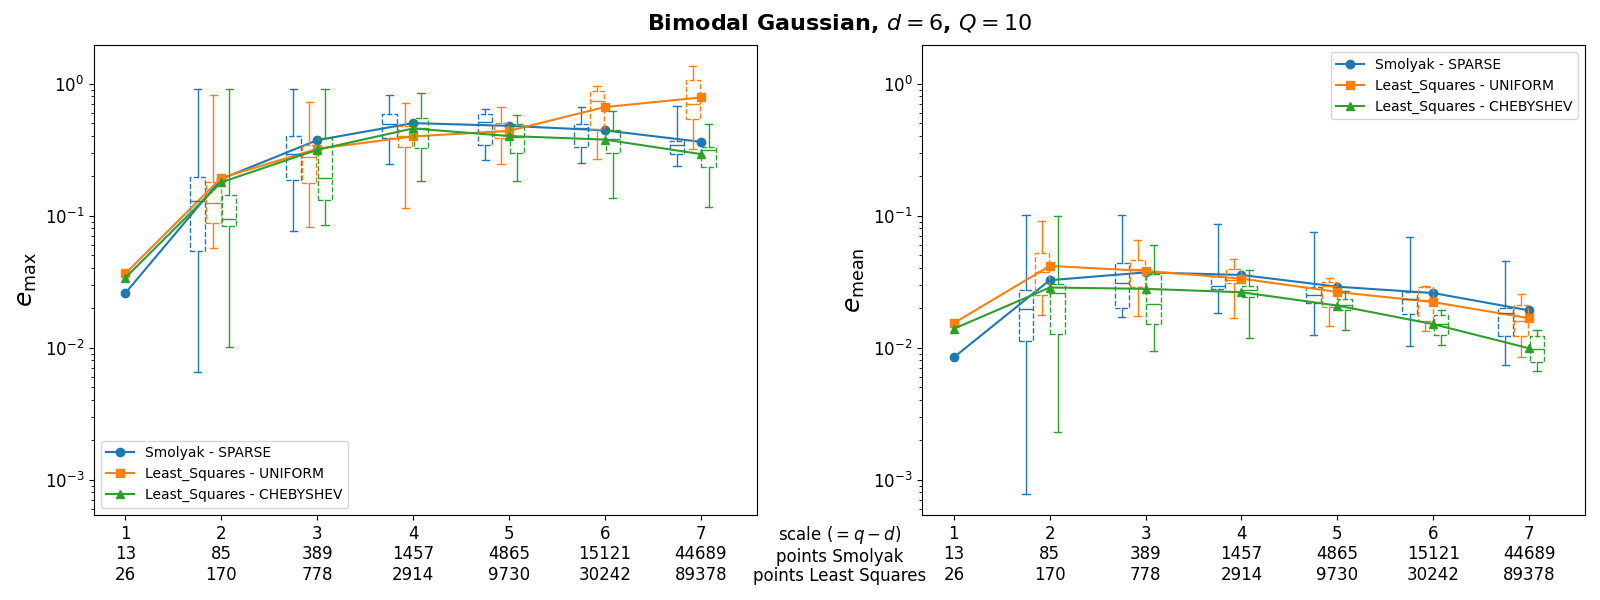 Bimodal Gaussian, d = 6, Q = 10
10⁰
10⁻¹
10⁻²
10⁻³
e_max
Smolyak - SPARSE
Least_Squares - UNIFORM
Least_Squares - CHEBYSHEV
1 2 3 4 5 6 7
13 85 389 1457 4865 15121 44689
26 170 778 2914 9730 30242 89378
scale (= q − d)
points Smolyak
points Least Squares
10⁰
10⁻¹
10⁻²
10⁻³
e_mean
Smolyak - SPARSE
Least_Squares - UNIFORM
Least_Squares - CHEBYSHEV
1 2 3 4 5 6 7
13 85 389 1457 4865 15121 44689
26 170 778 2914 9730 30242 89378